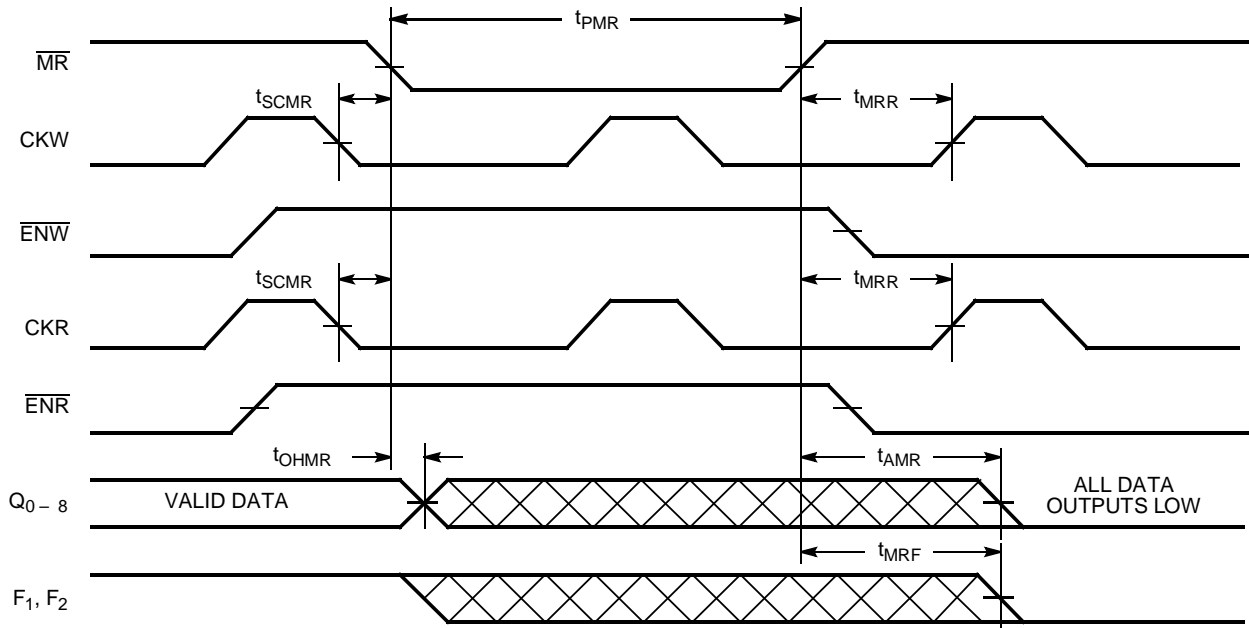 tPMR
MR
tSCMR
tMRR
CKW
ENW
tSCMR
tMRR
CKR
ENR
tOHMR
tAMR
Q0 – 8
VALID DATA
ALL DATA
OUTPUTS LOW
tMRF
F1, F2